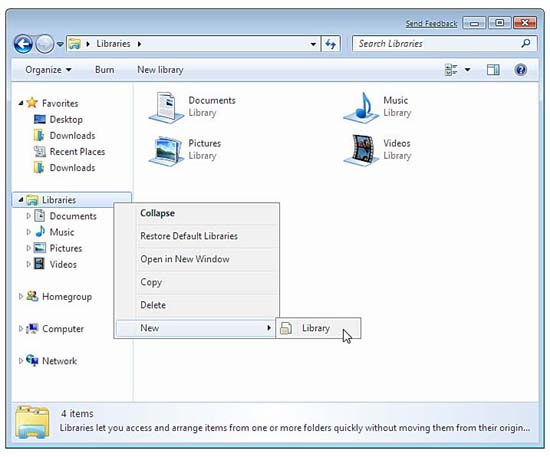 Send Feedback
Libraries
Search Libraries
Organize
Burn
New library
Favorites
Desktop
Downloads
Recent Places
Downloads
Libraries
Documents
Music
Pictures
Videos
Homegroup
Computer
Network
Documents
Library
Music
Library
Pictures
Library
Videos
Library
Collapse
Restore Default Libraries
Open in New Window
Copy
Delete
New
Library
4 items
Libraries let you access and arrange items from one or more folders quickly without moving them from their origin...